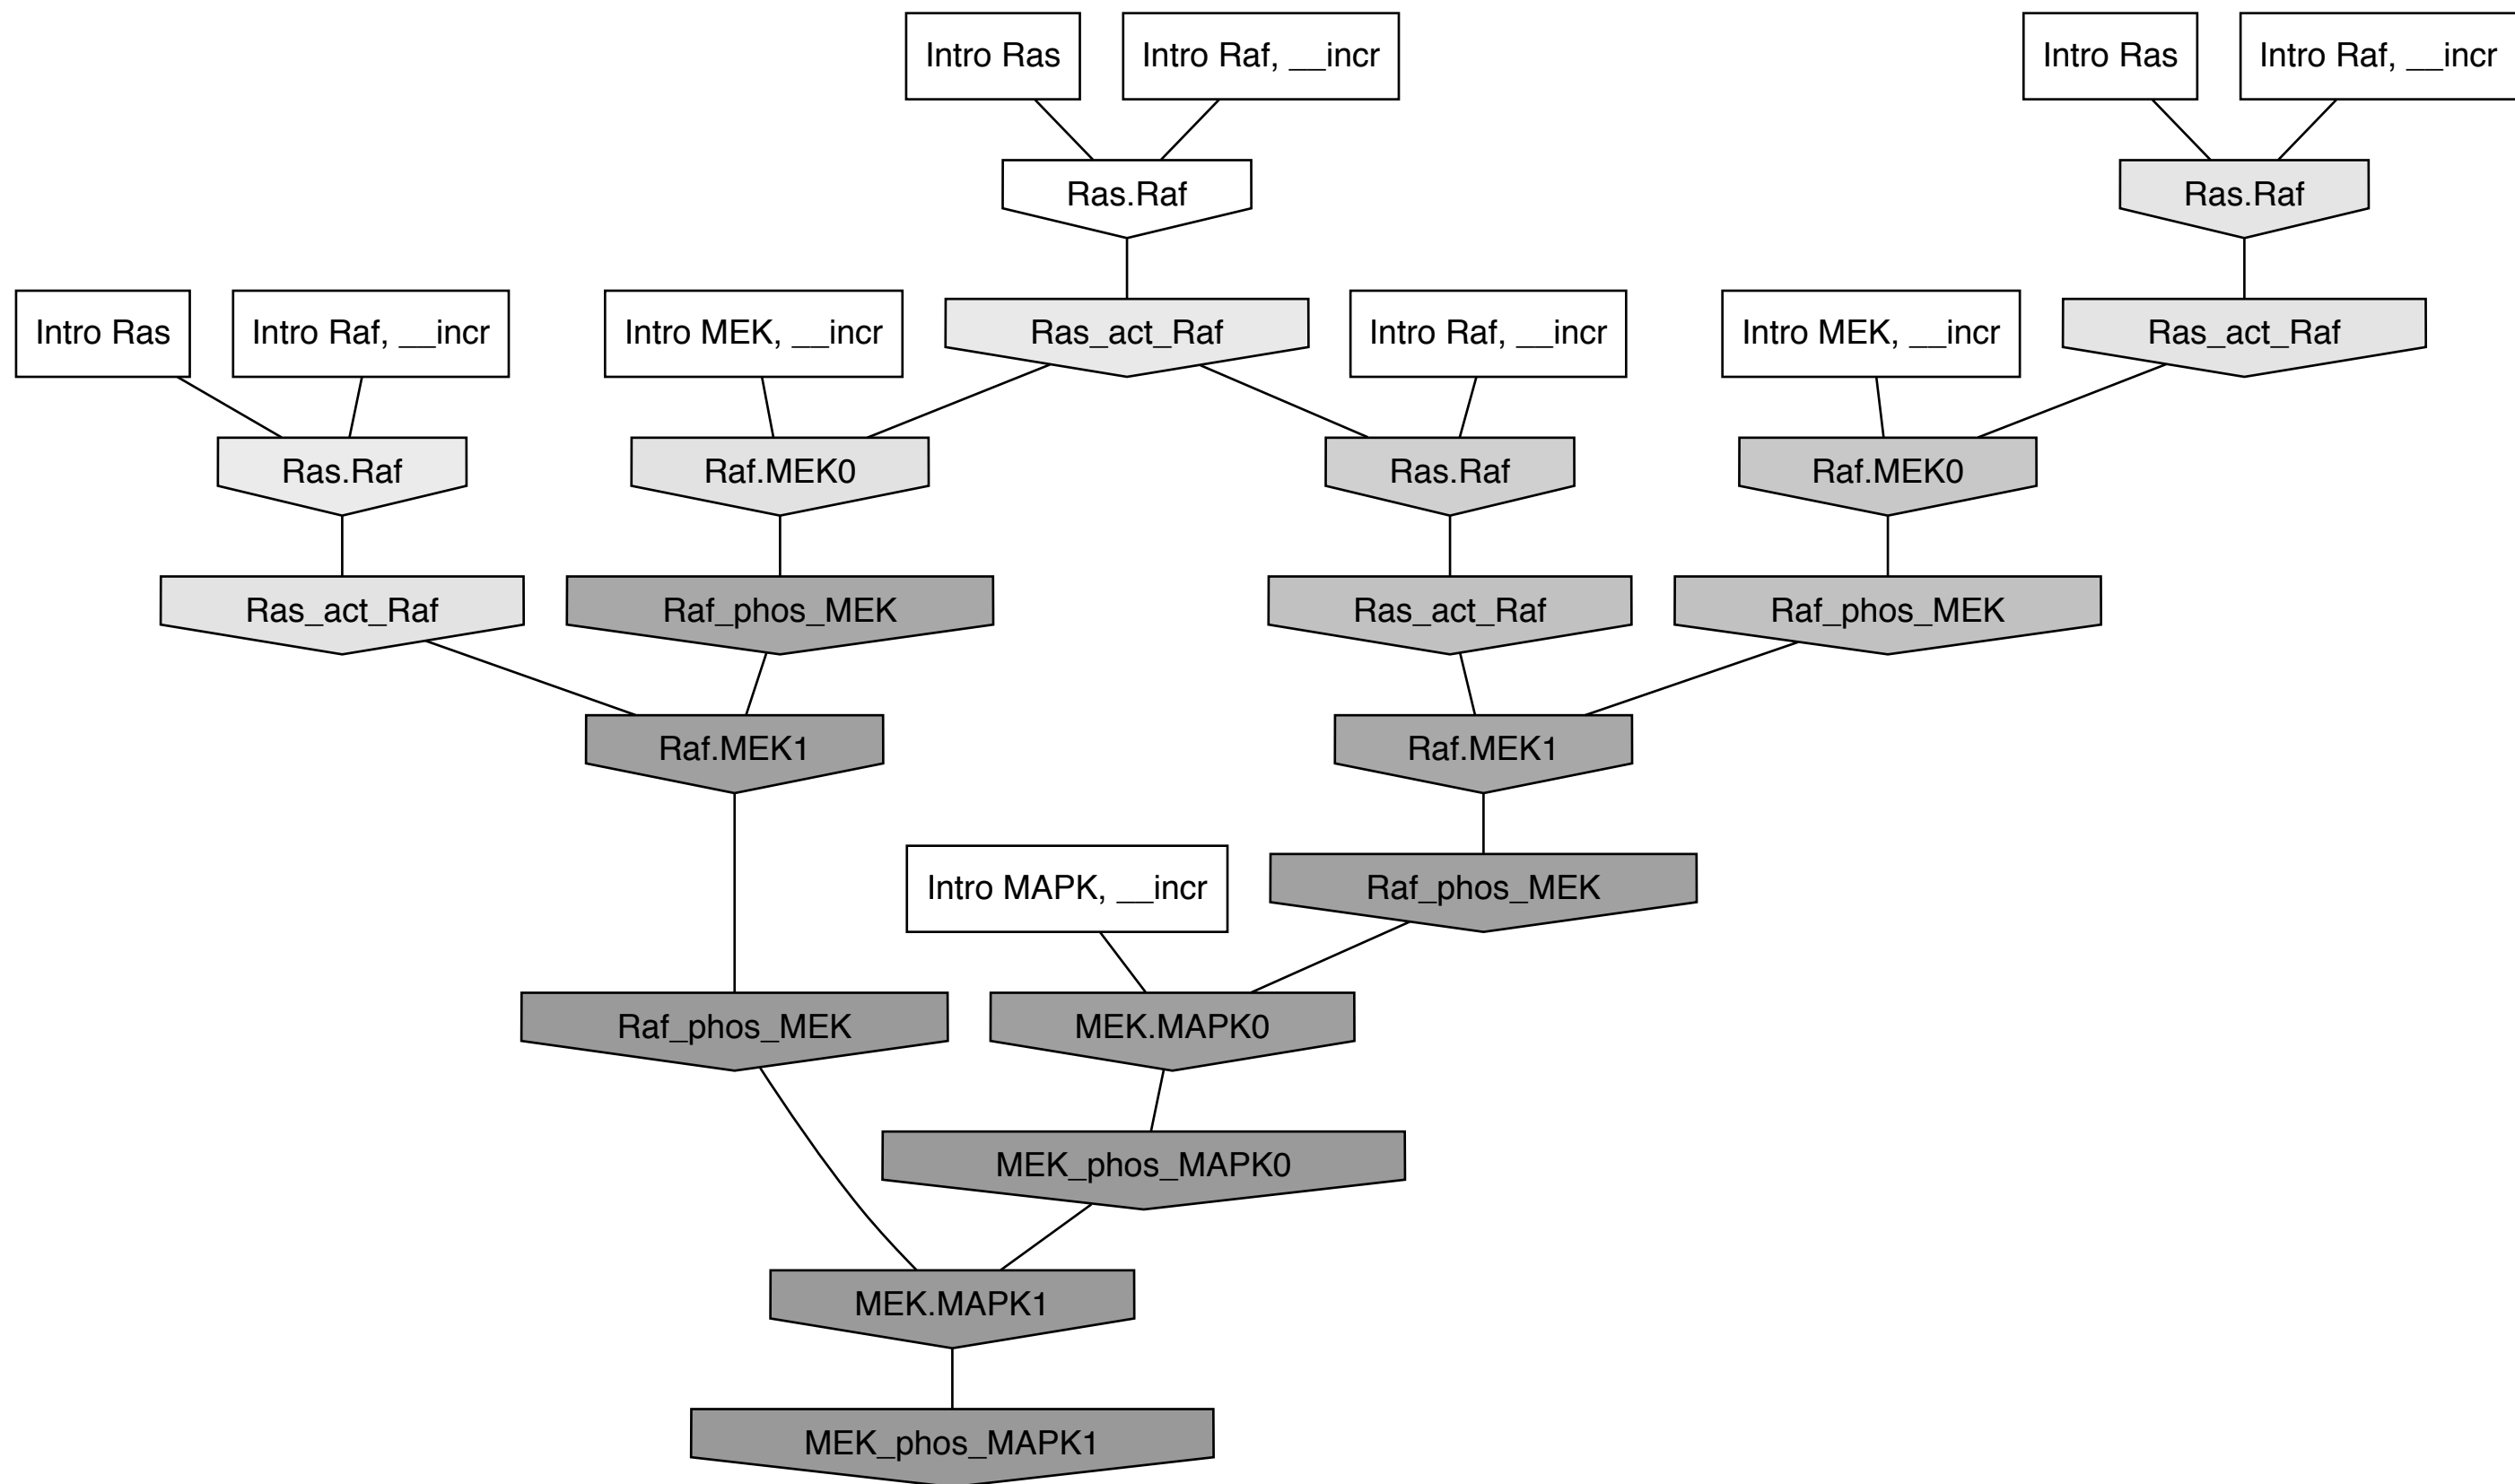 Intro Ras
Intro Raf, __incr
Intro Ras
Intro Raf, __incr
Ras.Raf
Ras.Raf
Intro Ras
Intro Raf, __incr
Intro MEK, __incr
Ras_act_Raf
Intro Raf, __incr
Intro MEK, __incr
Ras_act_Raf
Ras.Raf
Raf.MEK0
Ras.Raf
Raf.MEK0
Ras_act_Raf
Raf_phos_MEK
Ras_act_Raf
Raf_phos_MEK
Raf.MEK1
Raf.MEK1
Intro MAPK, __incr
Raf_phos_MEK
Raf_phos_MEK
MEK.MAPK0
MEK_phos_MAPK0
MEK.MAPK1
MEK_phos_MAPK1